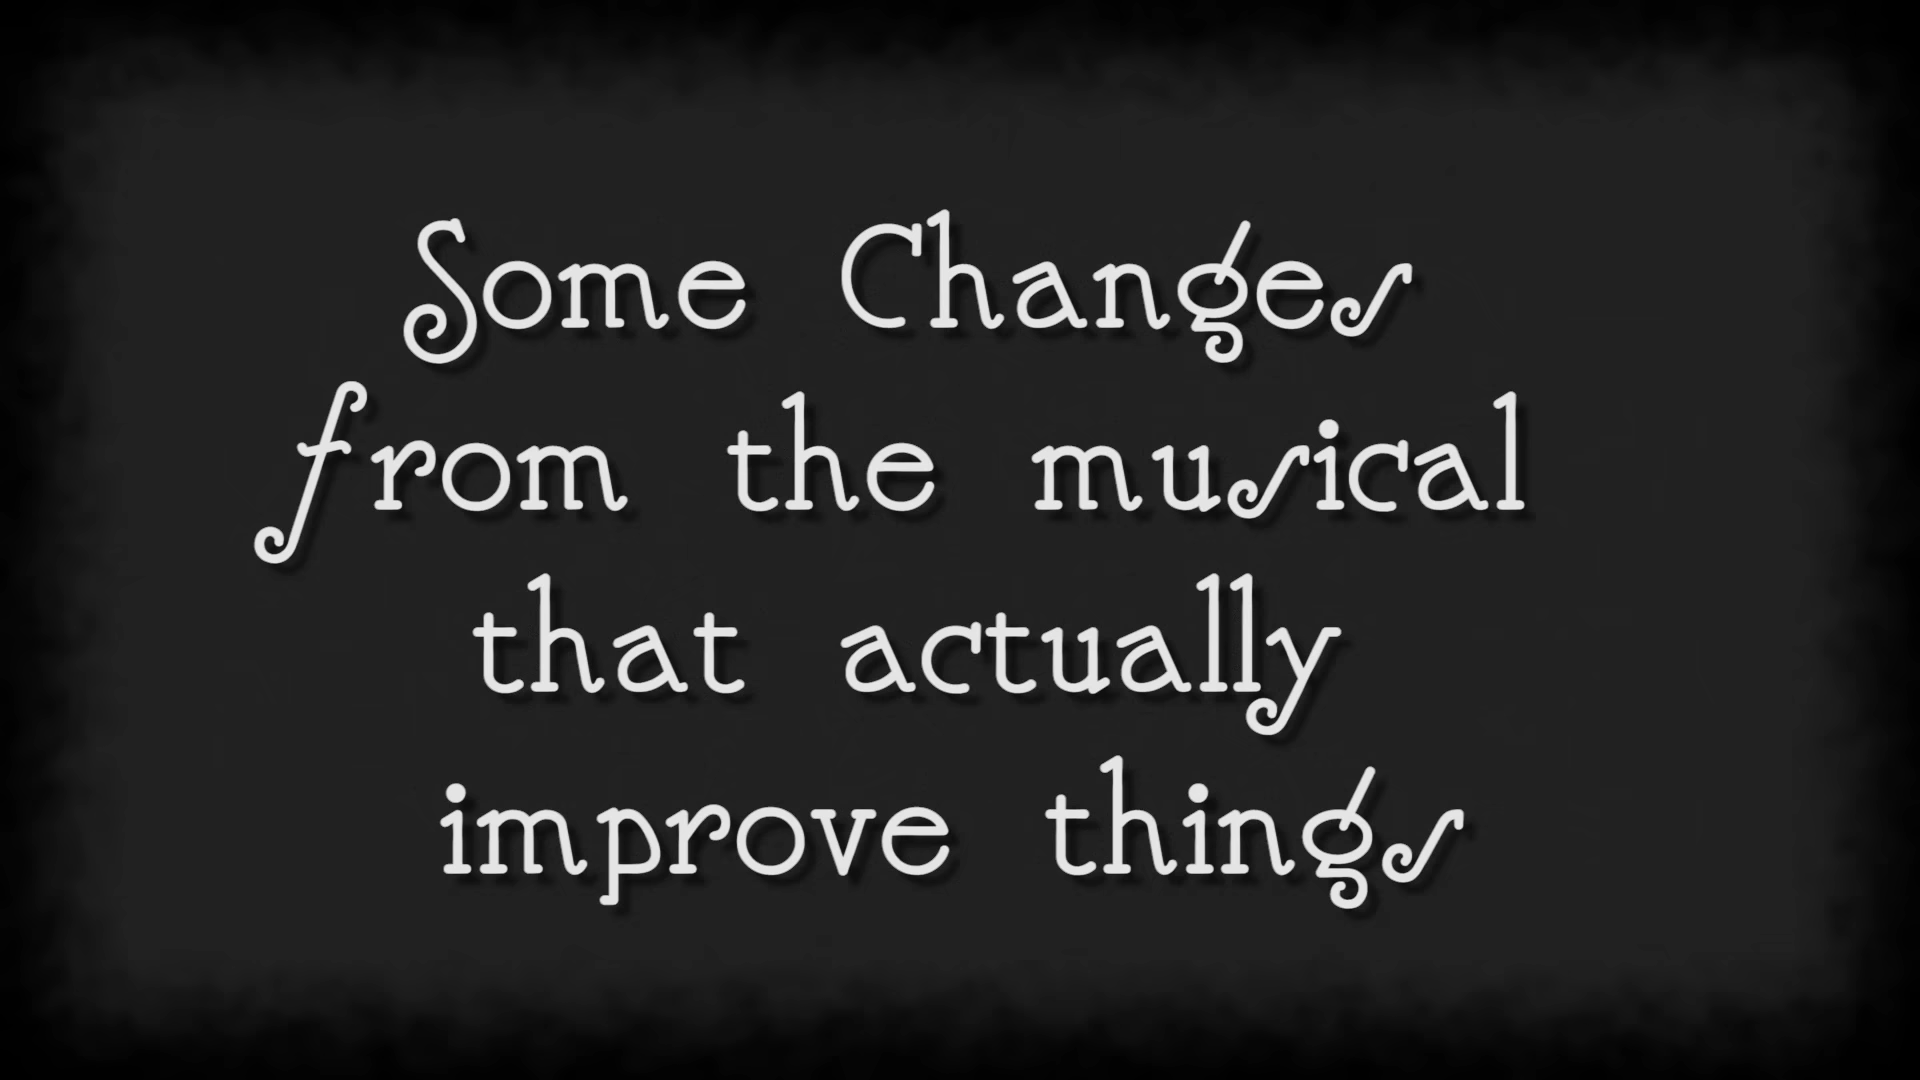 Some Changes
from the musical
that actually
improve things